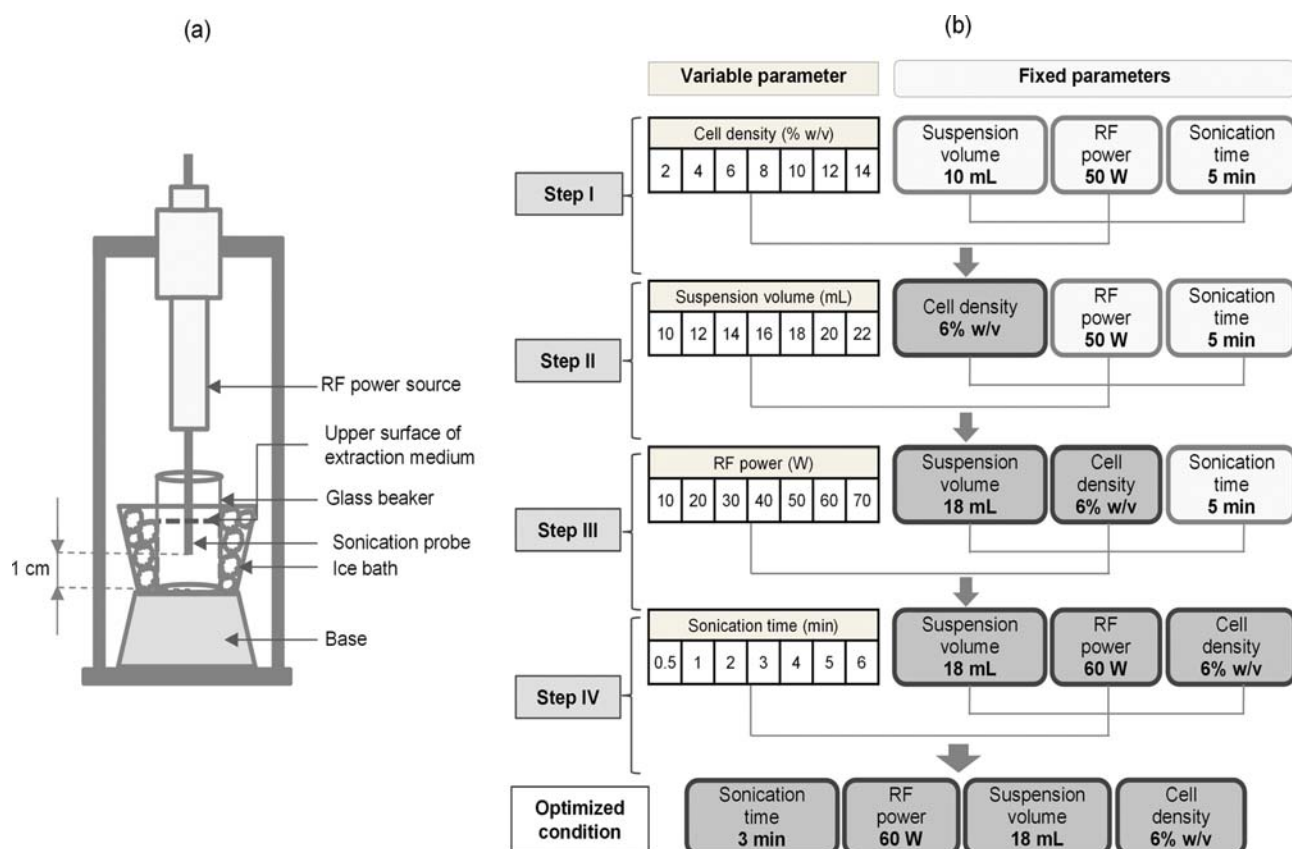 (a)
RF power source
Upper surface of
extraction medium
Glass beaker
Sonication probe
Ice bath
1 cm
Base
(b)
Variable parameter
Fixed parameters
Step I
Cell density (% w/v)
2 4 6 8 10 12 14
Suspension
volume
10 mL
RF
power
50 W
Sonication
time
5 min
Step II
Suspension volume (mL)
10 12 14 16 18 20 22
Cell density
6% w/v
RF
power
50 W
Sonication
time
5 min
Step III
RF power (W)
10 20 30 40 50 60 70
Suspension
volume
18 mL
Cell
density
6% w/v
Sonication
time
5 min
Step IV
Sonication time (min)
0.5 1 2 3 4 5 6
Suspension
volume
18 mL
RF
power
60 W
Cell
density
6% w/v
Optimized
condition
Sonication
time
3 min
RF
power
60 W
Suspension
volume
18 mL
Cell
density
6% w/v